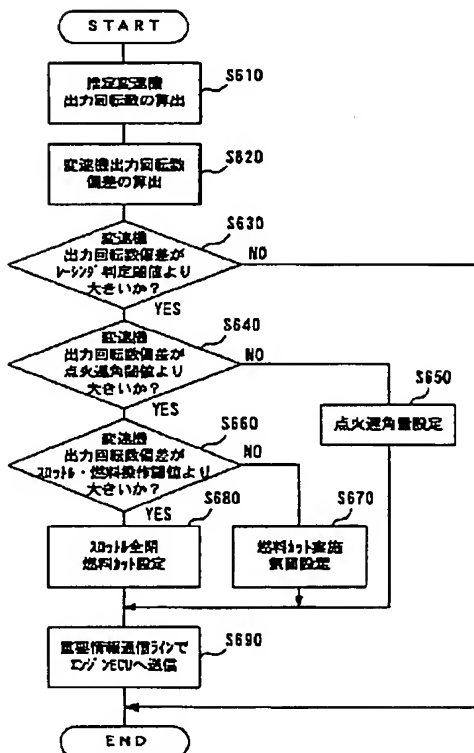 START
推定変速機
出力回転数の算出
S610
変速機出力回転数
偏差の算出
S620
変速機
出力回転数偏差が
レーシング判定閾値より
大きいか?
S630
NO
YES
変速機
出力回転数偏差が
点火遅角閾値より
大きいか?
S640
NO
YES
点火遅角量設定
S650
変速機
出力回転数偏差が
スロットル・燃料操作閾値より
大きいか?
S660
NO
YES
スロットル全閉
燃料カット設定
S680
燃料カット実施
気筒設定
S670
重要情報通信ラインで
エンジンECUへ送信
S690
END